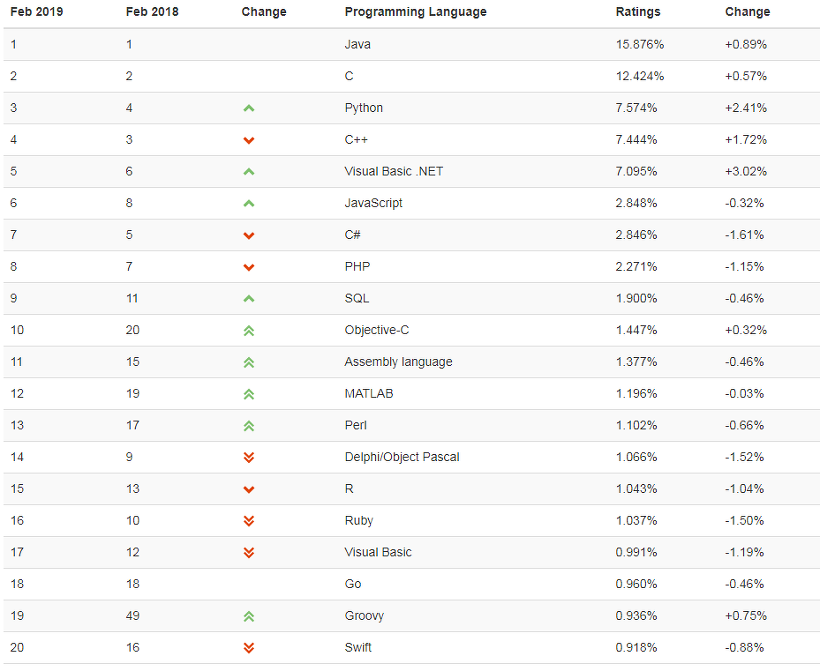 Feb 2019 Feb 2018 Change Programming Language Ratings Change
1 1 Java 15.876% +0.89%
2 2 C 12.424% +0.57%
3 4 Python 7.574% +2.41%
4 3 C++ 7.444% +1.72%
5 6 Visual Basic .NET 7.095% +3.02%
6 8 JavaScript 2.848% -0.32%
7 5 C# 2.846% -1.61%
8 7 PHP 2.271% -1.15%
9 11 SQL 1.900% -0.46%
10 20 Objective-C 1.447% +0.32%
11 15 Assembly language 1.377% -0.46%
12 19 MATLAB 1.196% -0.03%
13 17 Perl 1.102% -0.66%
14 9 Delphi/Object Pascal 1.066% -1.52%
15 13 R 1.043% -1.04%
16 10 Ruby 1.037% -1.50%
17 12 Visual Basic 0.991% -1.19%
18 18 Go 0.960% -0.46%
19 49 Groovy 0.936% +0.75%
20 16 Swift 0.918% -0.88%